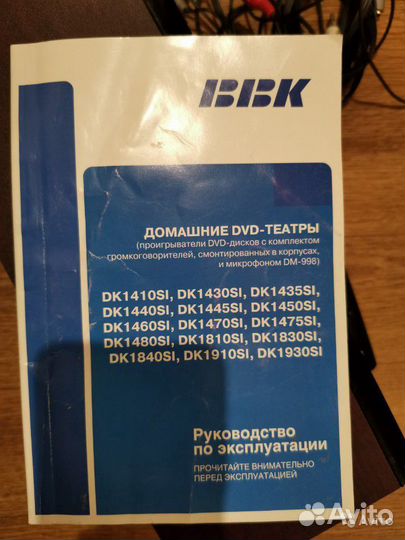 BBK
ДОМАШНИЕ DVD-ТЕАТРЫ
(проигрыватели DVD-дисков с комплектом
громкоговорителей, смонтированных в корпусах,
и микрофоном DM-998)
DK1410SI, DK1430SI, DK1435SI,
DK1440SI, DK1445SI, DK1450SI,
DK1460SI, DK1470SI, DK1475SI,
DK1480SI, DK1810SI, DK1830SI,
DK1840SI, DK1910SI, DK1930SI
Руководство
по эксплуатации
ПРОЧИТАЙТЕ ВНИМАТЕЛЬНО
ПЕРЕД ЭКСПЛУАТАЦИЕЙ
Avito